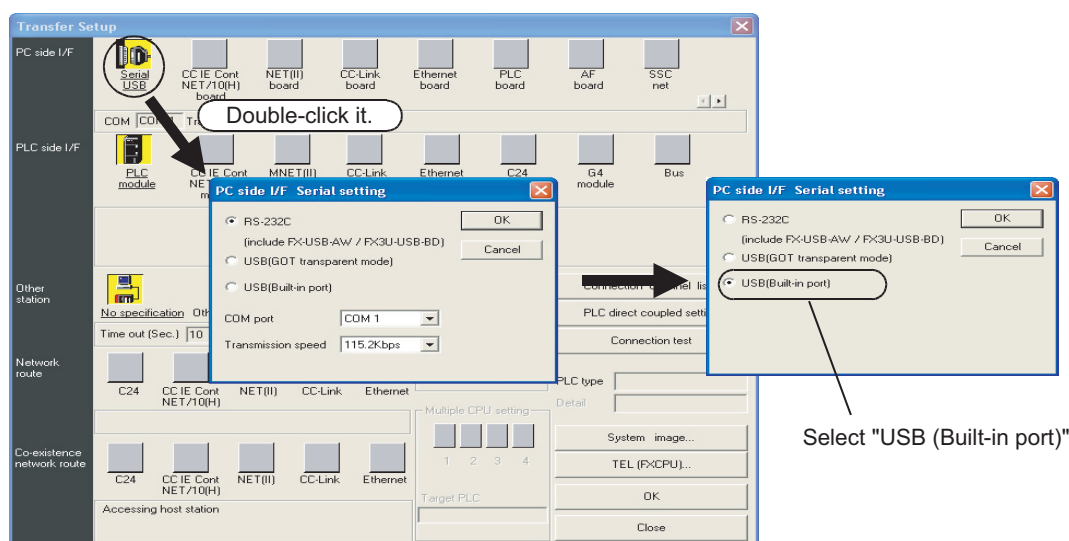 Transfer Setup
PC side I/F
Serial
USB
CC IE Cont
NET/10(H)
board
NET(II)
board
CC-Link
board
Ethernet
board
PLC
board
AF
board
SSC
net
COM
Double-click it.
PLC side I/F
PLC
module
CC IE Cont
MNET(II)
CC-Link
Ethernet
C24
G4
module
Bus
PC side I/F Serial setting
RS-232C
(include FX-USB-AW / FX3U-USB-BD)
USB(GOT transparent mode)
USB(Built-in port)
COM port
COM 1
Transmission speed
115.2Kbps
OK
Cancel
PC side I/F Serial setting
RS-232C
(include FX-USB-AW / FX3U-USB-BD)
USB(GOT transparent mode)
USB(Built-in port)
OK
Cancel
Select "USB (Built-in port)"
Other
station
No specification
Time out (Sec.)
10
PLC direct coupled
Connection test
PLC type
Detail
Network
route
C24
CC IE Cont
NET/10(H)
NET(II)
CC-Link
Ethernet
Multiple CPU setting
1 2 3 4
Target PLC
System image...
TEL (FXCPU)...
OK
Close
Co-existence
network route
C24
CC IE Cont
NET/10(H)
NET(II)
CC-Link
Ethernet
Accessing host station